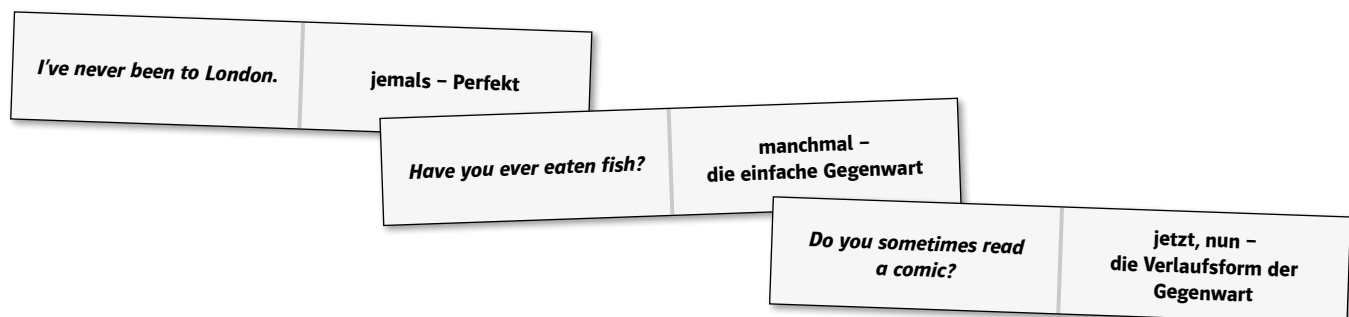 I've never been to London.
jemals – Perfekt
Have you ever eaten fish?
manchmal –
die einfache Gegenwart
Do you sometimes read
a comic?
jetzt, nun –
die Verlaufsform der
Gegenwart